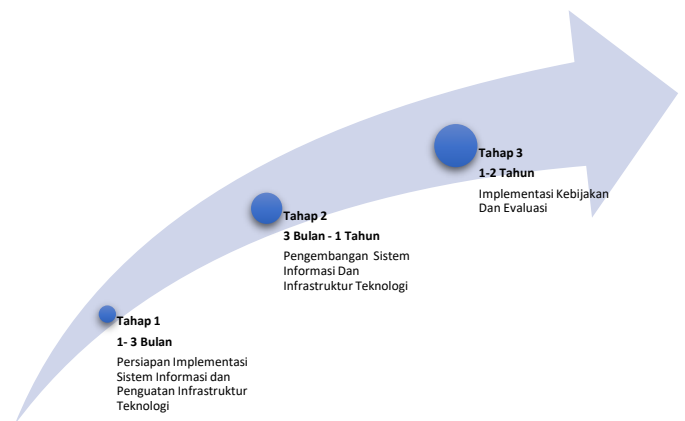 Tahap 1
1- 3 Bulan
Persiapan Implementasi
Sistem Informasi dan
Penguatan Infrastruktur
Teknologi
Tahap 2
3 Bulan - 1 Tahun
Pengembangan Sistem
Informasi Dan
Infrastruktur Teknologi
Tahap 3
1-2 Tahun
Implementasi Kebijakan
Dan Evaluasi